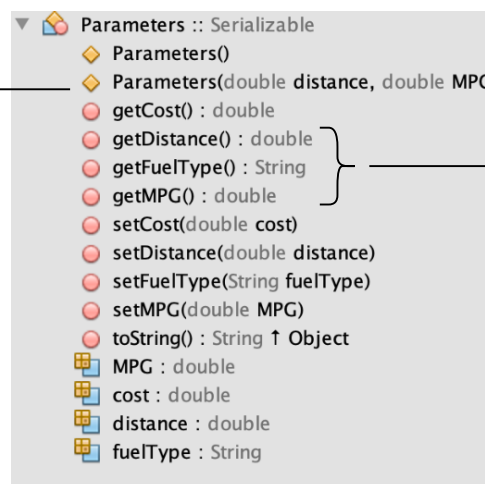 Parameters :: Serializable
Parameters()
Parameters(double distance, double MPG
getCost() : double
getDistance() : double
getFuelType() : String
getMPG() : double
setCost(double cost)
setDistance(double distance)
setFuelType(String fuelType)
setMPG(double MPG)
toString() : String ↑ Object
MPG : double
cost : double
distance : double
fuelType : String